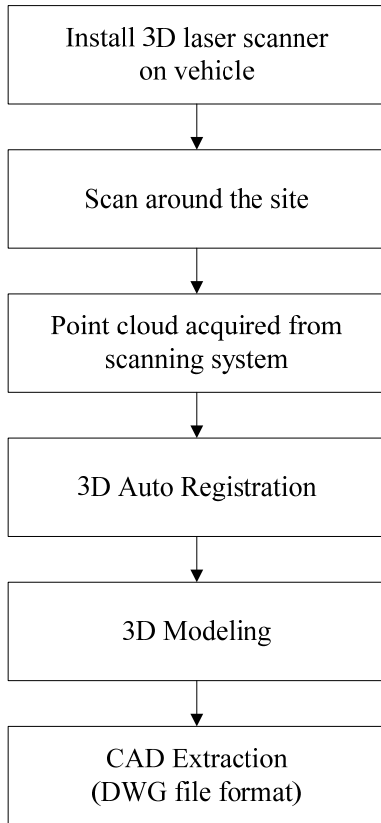 Install 3D laser scanner
on vehicle
Scan around the site
Point cloud acquired from
scanning system
3D Auto Registration
3D Modeling
CAD Extraction
(DWG file format)